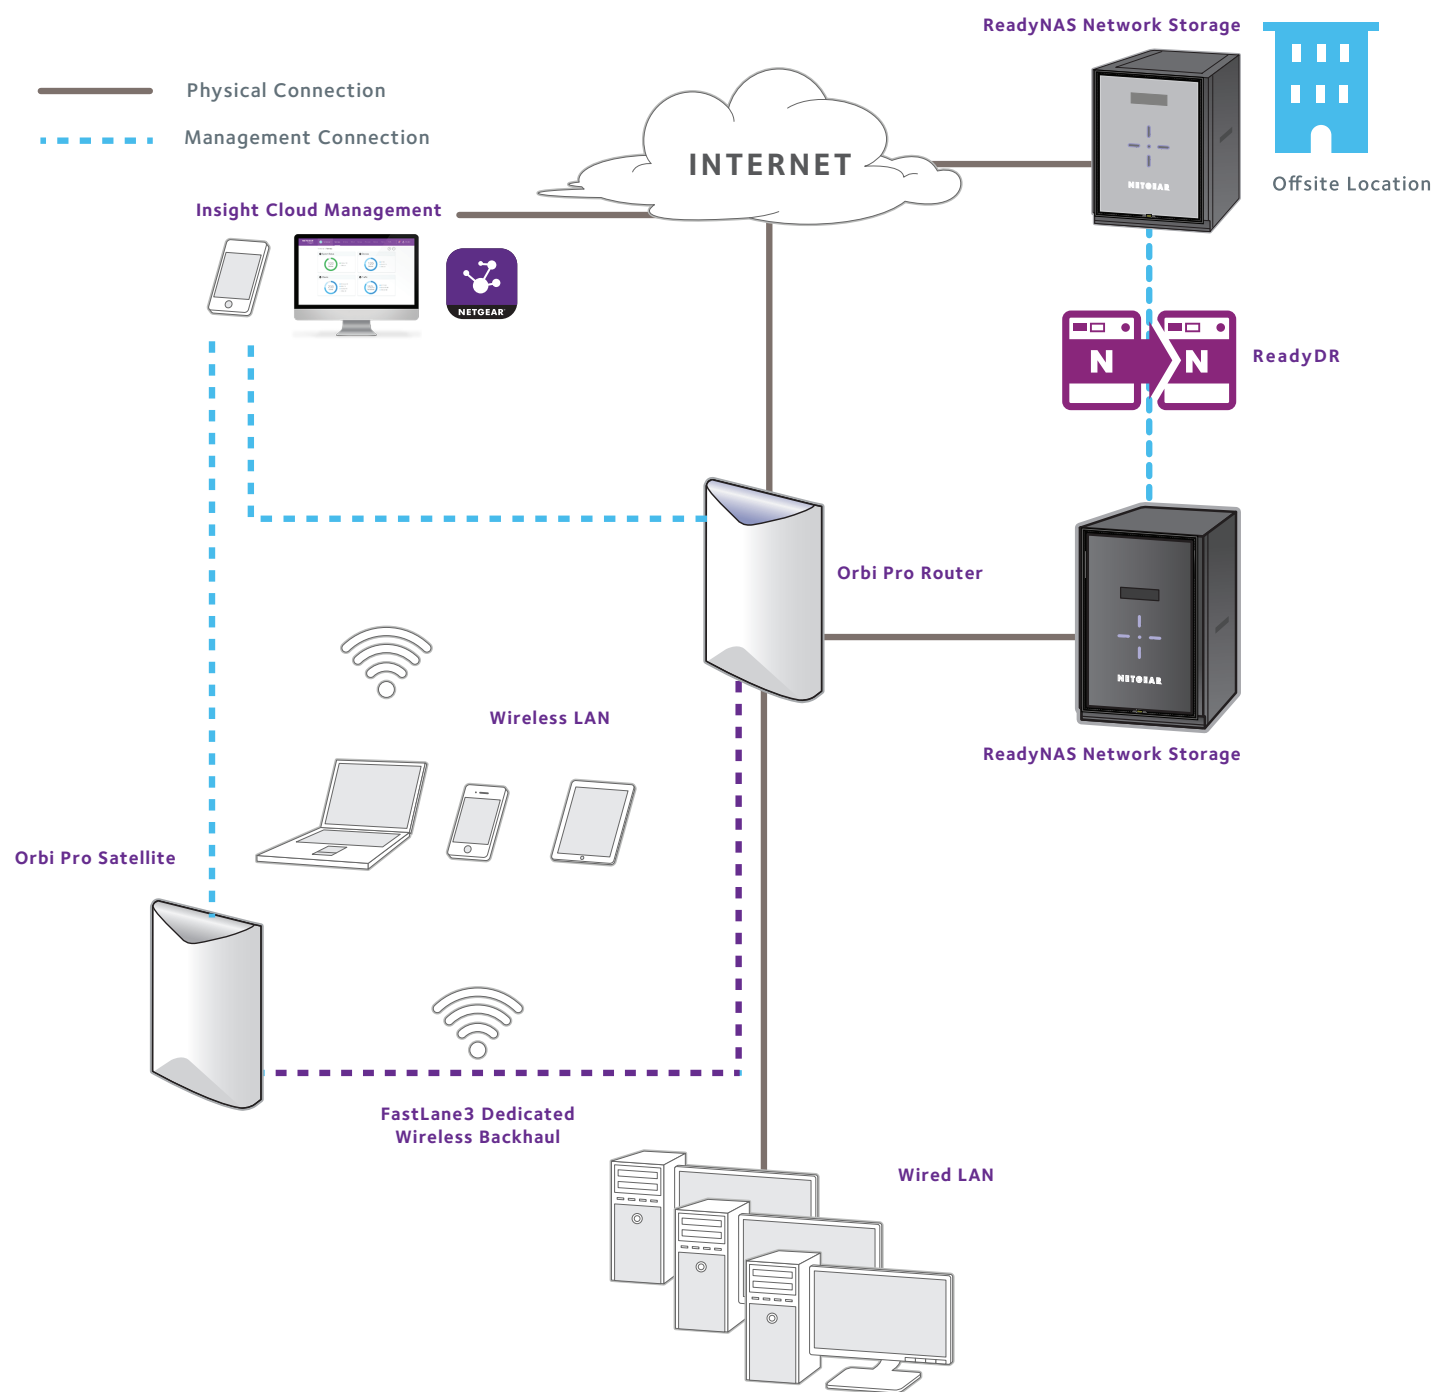 ReadyNAS Network Storage
Physical Connection
Management Connection
INTERNET
NETGEAR
Offsite Location
Insight Cloud Management
NETGEAR
N N
ReadyDR
Orbi Pro Router
NETGEAR
Wireless LAN
ReadyNAS Network Storage
Orbi Pro Satellite
FastLane3 Dedicated
Wireless Backhaul
Wired LAN